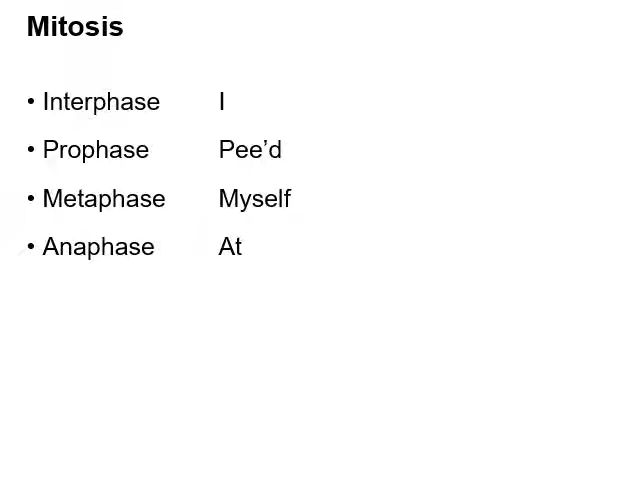 Mitosis
• Interphase I
• Prophase Pee’d
• Metaphase Myself
• Anaphase At